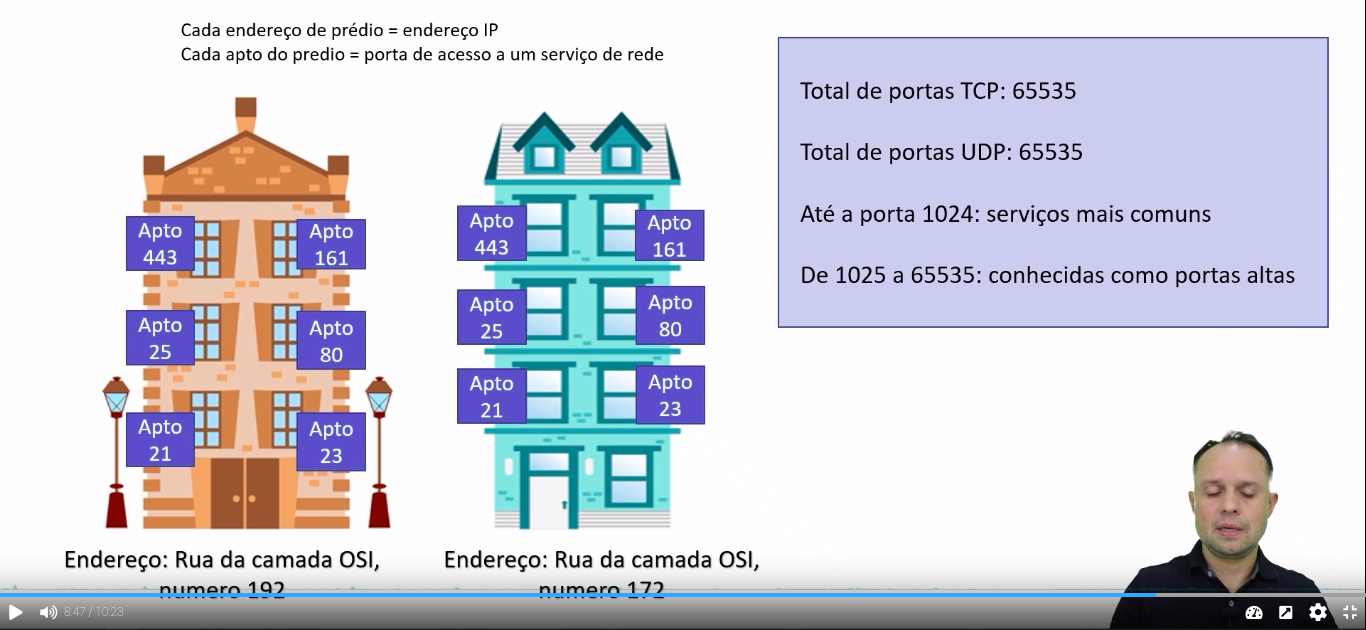 Cada endereço de prédio = endereço IP
Cada apto do predio = porta de acesso a um serviço de rede
Apto
443
Apto
161
Apto
25
Apto
80
Apto
21
Apto
23
Endereço: Rua da camada OSI,
numero 192
Apto
443
Apto
161
Apto
25
Apto
80
Apto
21
Apto
23
Endereço: Rua da camada OSI,
numero 172
Total de portas TCP: 65535
Total de portas UDP: 65535
Até a porta 1024: serviços mais comuns
De 1025 a 65535: conhecidas como portas altas
8:47 / 10:23